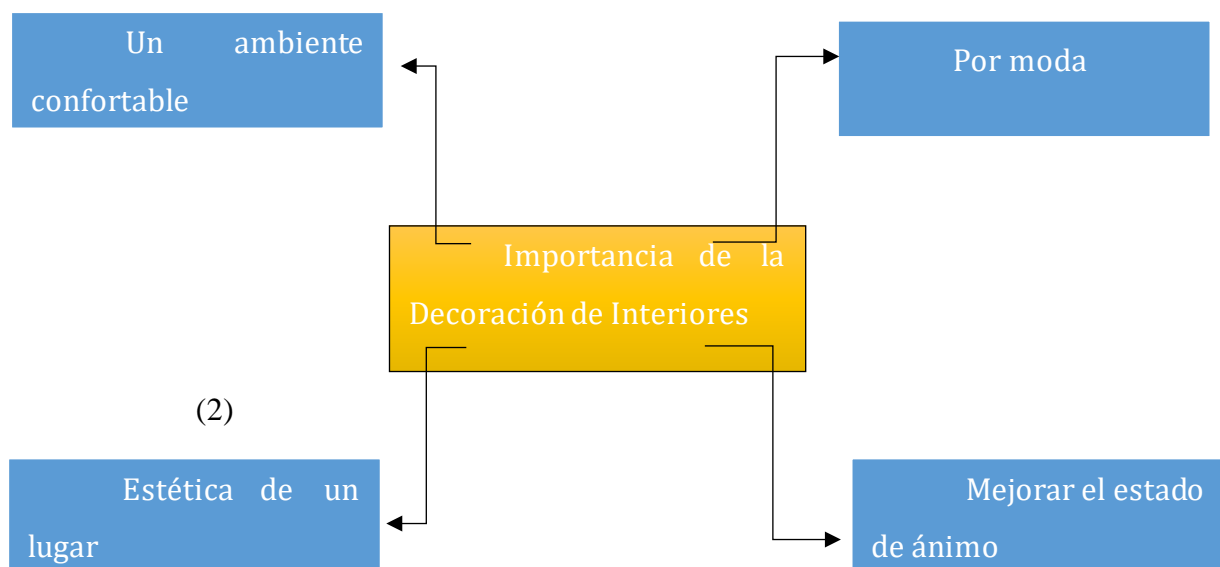 Un ambiente
confortable
Por moda
Importancia de la
Decoración de Interiores
(2)
Estética de un
lugar
Mejorar el estado
de ánimo